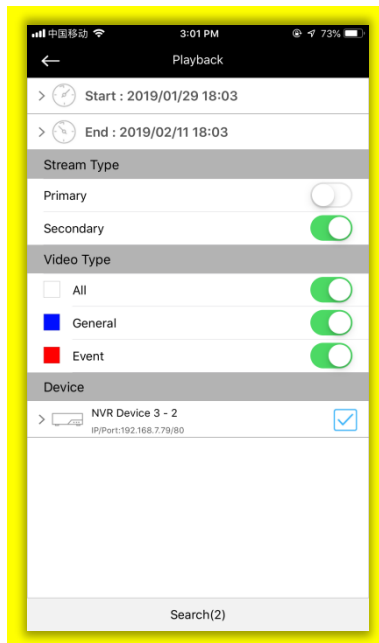 中国移动 3:01 PM 73%
Playback
Start : 2019/01/29 18:03
End : 2019/02/11 18:03
Stream Type
Primary
Secondary
Video Type
All
General
Event
Device
NVR Device 3 - 2
IP/Port:192.168.7.79/80
Search(2)